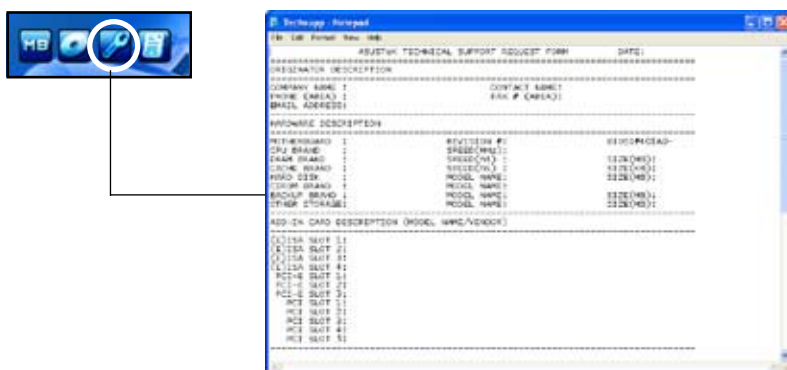 MB
Techsupp - Notepad
File Edit Format View Help
ASUSTeK TECHNICAL SUPPORT REQUEST FORM DATE:
ORIGINATOR DESCRIPTION
COMPANY NAME : CONTACT NAME:
PHONE (AREA) : FAX # (AREA):
EMAIL ADDRESS:
HARDWARE DESCRIPTION
MOTHERBOARD : REVISION #:
CPU BRAND : SPEED(MHz):
DRAM BRAND : SPEED(NS) : SIZE(MB):
CACHE BRAND : SPEED(NS) : SIZE(KB):
HARD DISK : MODEL NAME: SIZE(MB):
CDROM BRAND : MODEL NAME:
BACKUP BRAND : MODEL NAME: SIZE(MB):
OTHER STORAGE: MODEL NAME: SIZE(MB):
ADD-IN CARD DESCRIPTION (MODEL NAME/VENDOR)
(E)ISA SLOT 1:
(E)ISA SLOT 2:
(E)ISA SLOT 3:
(E)ISA SLOT 4:
PCI-E SLOT 1:
PCI-E SLOT 2:
PCI-E SLOT 3:
PCI SLOT 1:
PCI SLOT 2:
PCI SLOT 3:
PCI SLOT 4:
PCI SLOT 5: